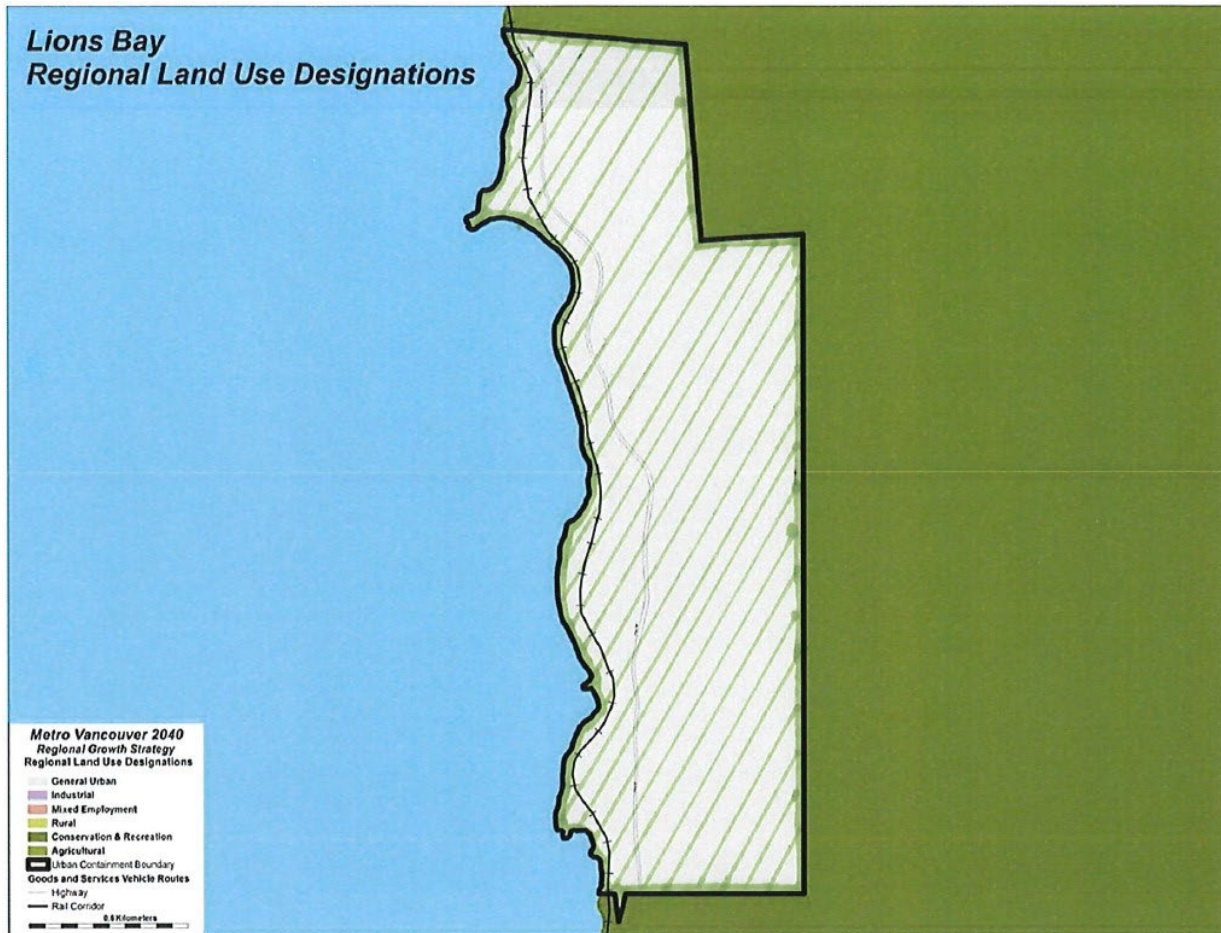 Lions Bay
Regional Land Use Designations
Metro Vancouver 2040
Regional Growth Strategy
Regional Land Use Designations
General Urban
Industrial
Mixed Employment
Rural
Conservation & Recreation
Agricultural
Urban Containment Boundary
Goods and Services Vehicle Routes
Highway
Rail Corridor